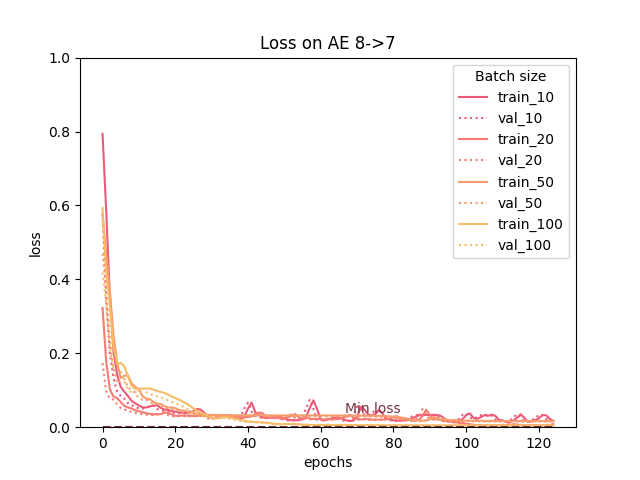 Loss on AE 8->7
loss
1.0
0.8
0.6
0.4
0.2
0.0
Batch size
train_10
val_10
train_20
val_20
train_50
val_50
train_100
val_100
Min loss
0 20 40 60 80 100 120
epochs